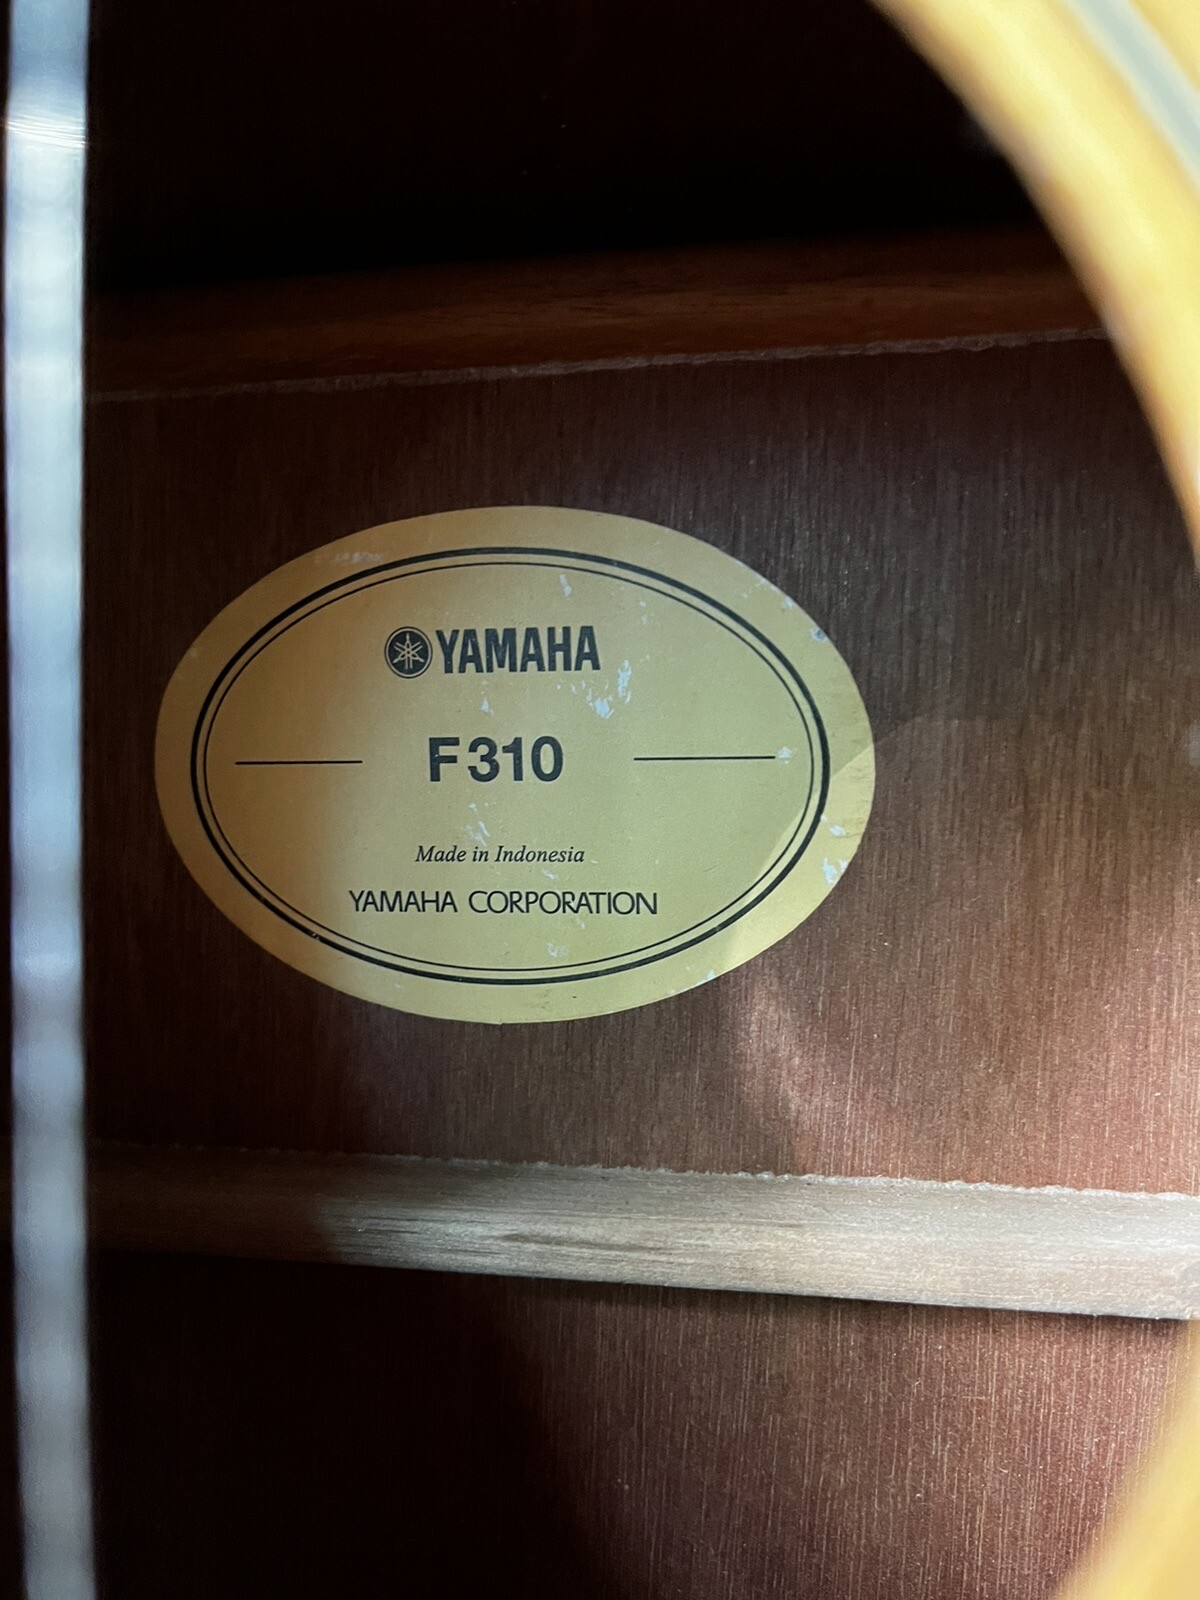 YAMAHA
F310
Made in Indonesia
YAMAHA CORPORATION